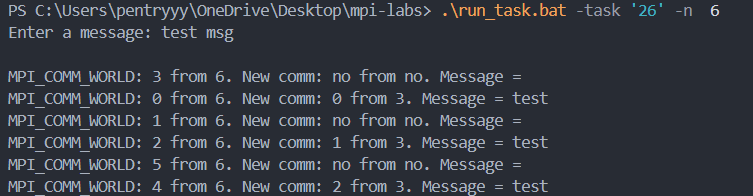 PS C:\Users\pentryyy\OneDrive\Desktop\mpi-labs> .\run_task.bat -task '26' -n 6
Enter a message: test msg
MPI_COMM_WORLD: 3 from 6. New comm: no from no. Message =
MPI_COMM_WORLD: 0 from 6. New comm: 0 from 3. Message = test
MPI_COMM_WORLD: 1 from 6. New comm: no from no. Message =
MPI_COMM_WORLD: 2 from 6. New comm: 1 from 3. Message = test
MPI_COMM_WORLD: 5 from 6. New comm: no from no. Message =
MPI_COMM_WORLD: 4 from 6. New comm: 2 from 3. Message = test